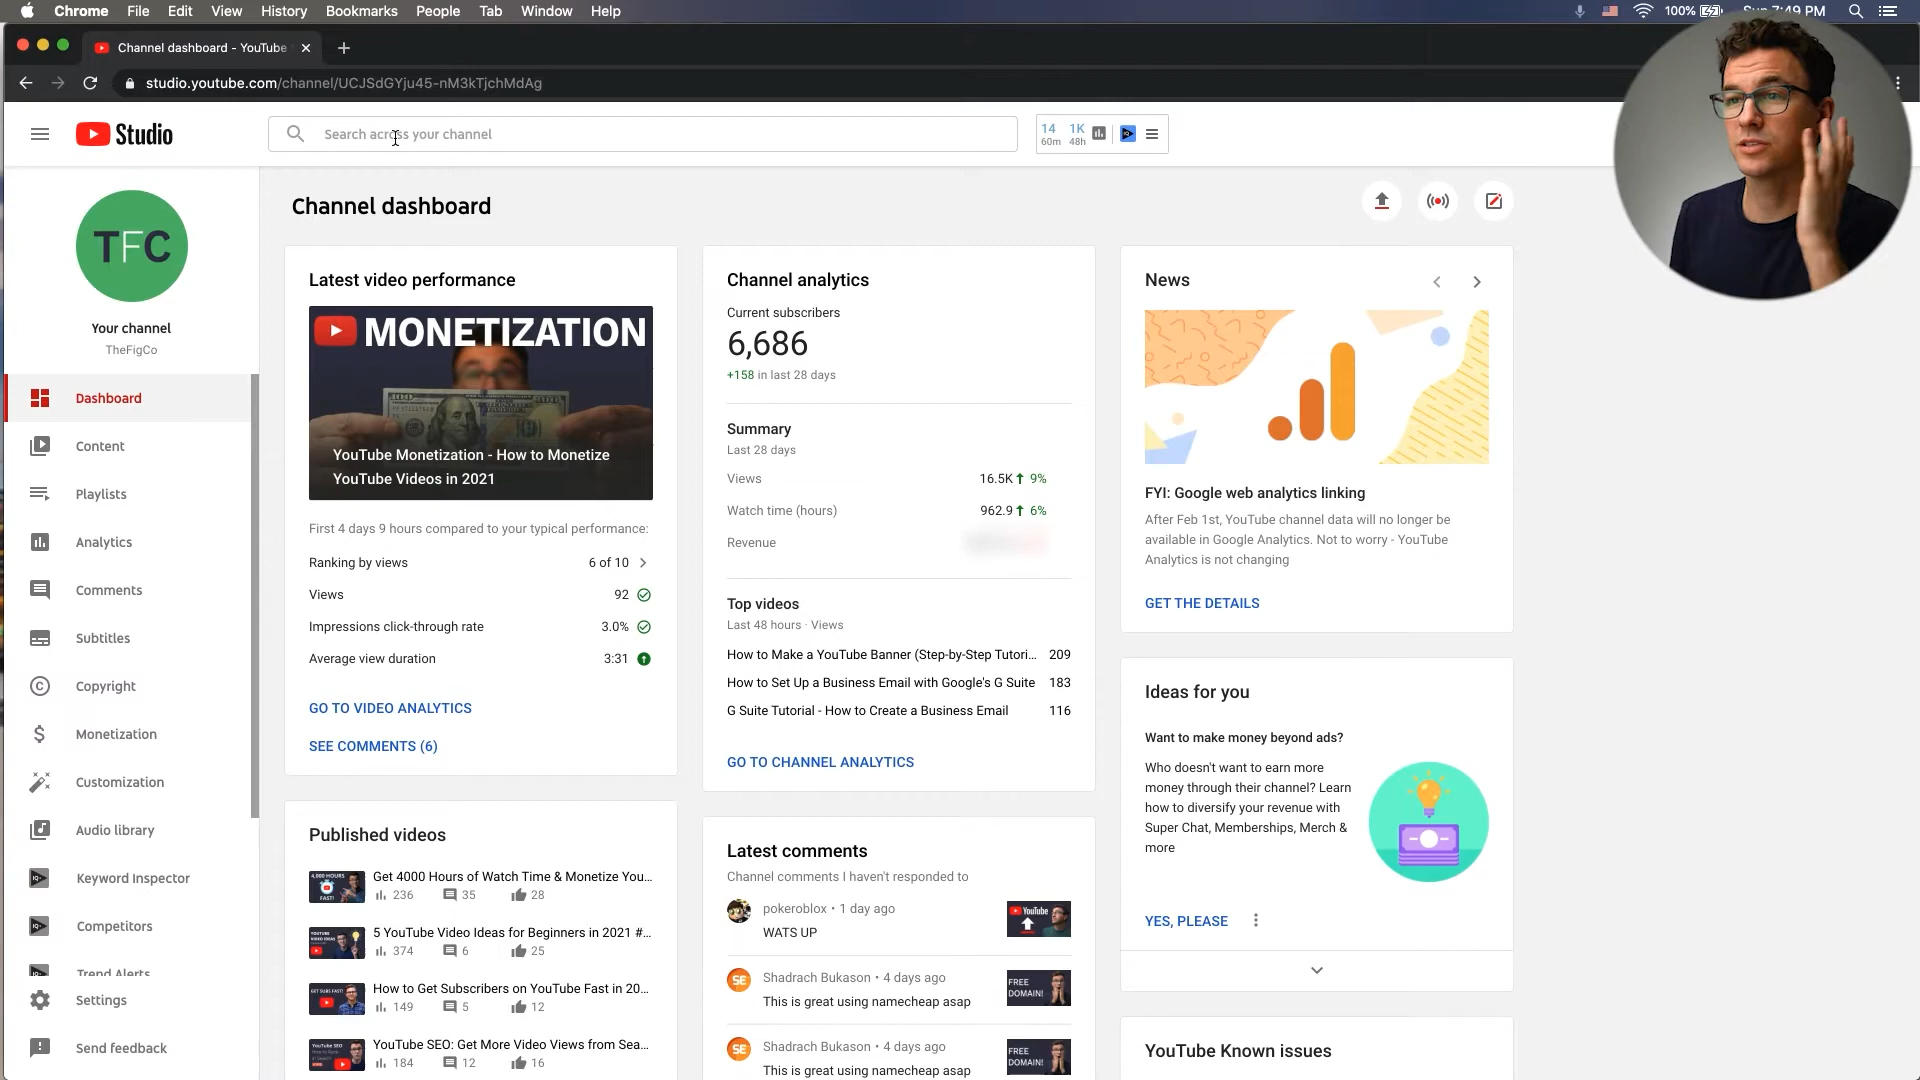 Chrome File Edit View History Bookmarks People Tab Window Help
100%
Channel dashboard - YouTube
studio.youtube.com/channel/UCJSdGYju45-nM3kTjchMdAg
Studio
Search across your channel
14 1K
60m 48h
TFC
Your channel
TheFigCo
Dashboard
Content
Playlists
Analytics
Comments
Subtitles
Copyright
Monetization
Customization
Audio library
Keyword Inspector
Competitors
Trend Alerts
Settings
Send feedback
Channel dashboard
Latest video performance
MONETIZATION
YouTube Monetization - How to Monetize
YouTube Videos in 2021
First 4 days 9 hours compared to your typical performance:
Ranking by views 6 of 10
Views 92
Impressions click-through rate 3.0%
Average view duration 3:31
GO TO VIDEO ANALYTICS
SEE COMMENTS (6)
Published videos
Get 4000 Hours of Watch Time & Monetize You...
236 35 28
5 YouTube Video Ideas for Beginners in 2021 #...
374 6 25
How to Get Subscribers on YouTube Fast in 20...
149 5 12
YouTube SEO: Get More Video Views from Sea...
184 12 16
Channel analytics
Current subscribers
6,686
+158 in last 28 days
Summary
Last 28 days
Views 16.5K 9%
Watch time (hours) 962.9 6%
Revenue
Top videos
Last 48 hours · Views
How to Make a YouTube Banner (Step-by-Step Tutori... 209
How to Set Up a Business Email with Google's G Suite 183
G Suite Tutorial - How to Create a Business Email 116
GO TO CHANNEL ANALYTICS
Latest comments
Channel comments I haven't responded to
pokeroblox • 1 day ago
WATS UP
YouTube
SE
Shadrach Bukason • 4 days ago
This is great using namecheap asap
FREE
DOMAIN!
SE
Shadrach Bukason • 4 days ago
This is great using namecheap asap
FREE
DOMAIN!
News
FYI: Google web analytics linking
After Feb 1st, YouTube channel data will no longer be
available in Google Analytics. Not to worry - YouTube
Analytics is not changing
GET THE DETAILS
Ideas for you
Want to make money beyond ads?
Who doesn't want to earn more
money through their channel? Learn
how to diversify your revenue with
Super Chat, Memberships, Merch &
more
YES, PLEASE
YouTube Known issues